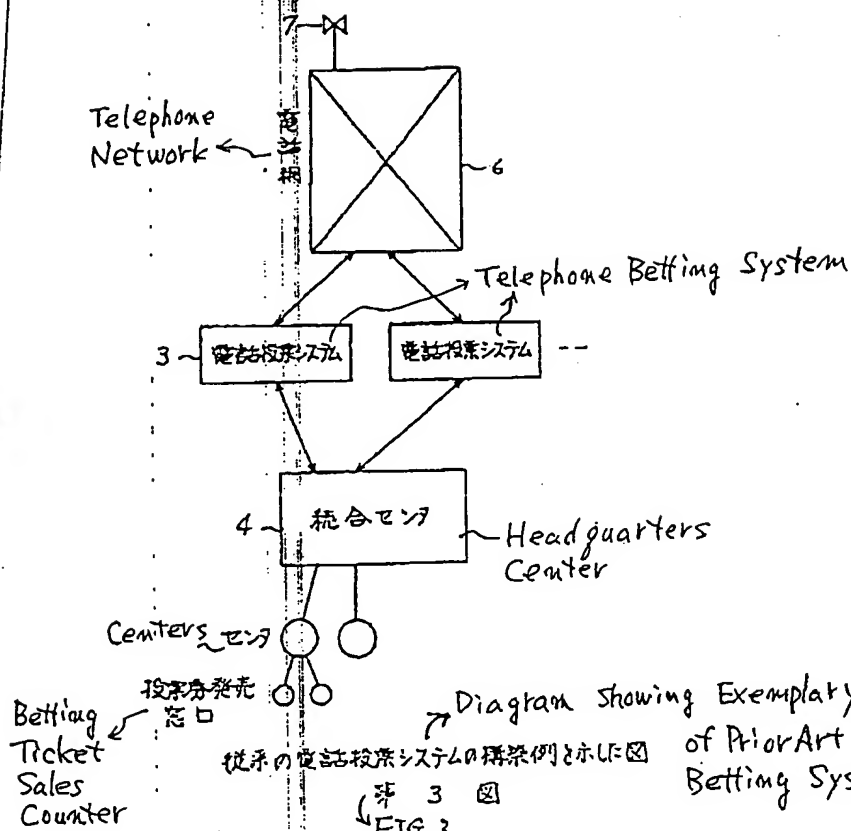 7
Telephone
Network
電話網
6
Telephone Betting System
3
電話投票システム
電話投票システム
--
4
統合センタ
Headquarters
Center
Centers
センタ
投票券発売
窓口
Betting
Ticket
Sales
Counter
Diagram Showing Exemplary
of Prior Art
Betting Sys
従来の電話投票システムの構築例を示した図
第 3 図
FIG 3